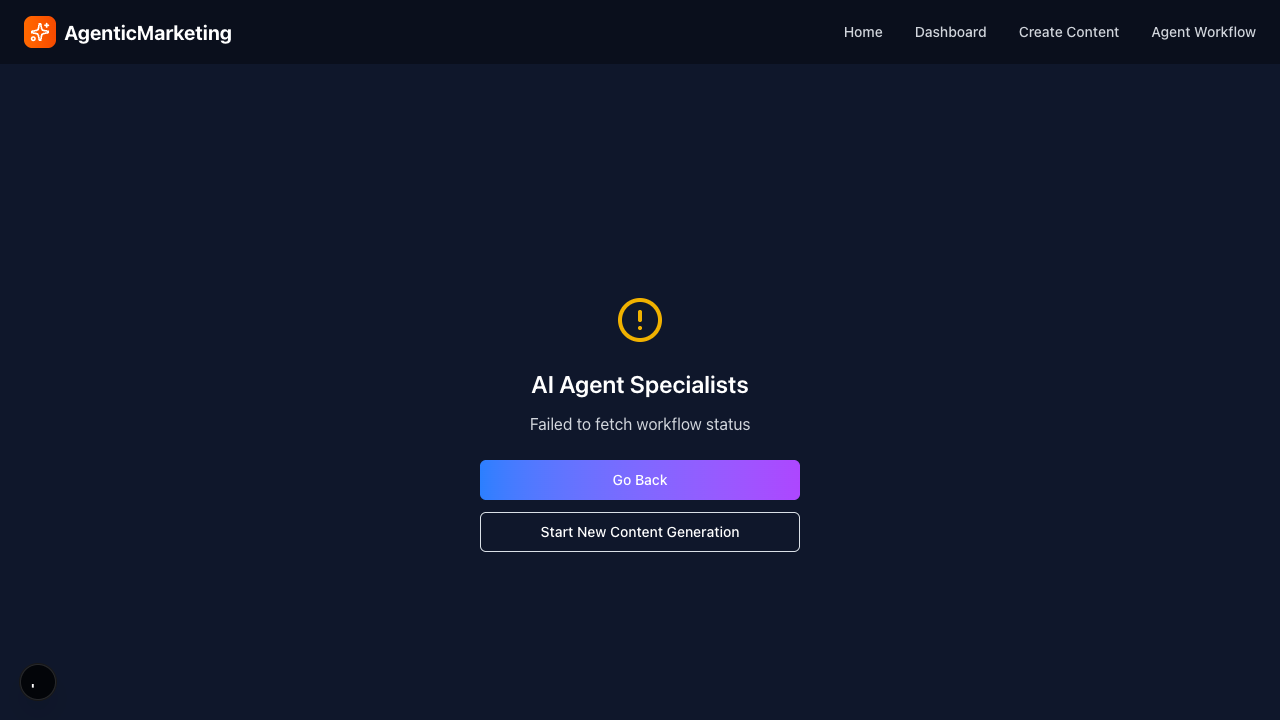 AgenticMarketing
Home
Dashboard
Create Content
Agent Workflow
AI Agent Specialists
Failed to fetch workflow status
Go Back
Start New Content Generation